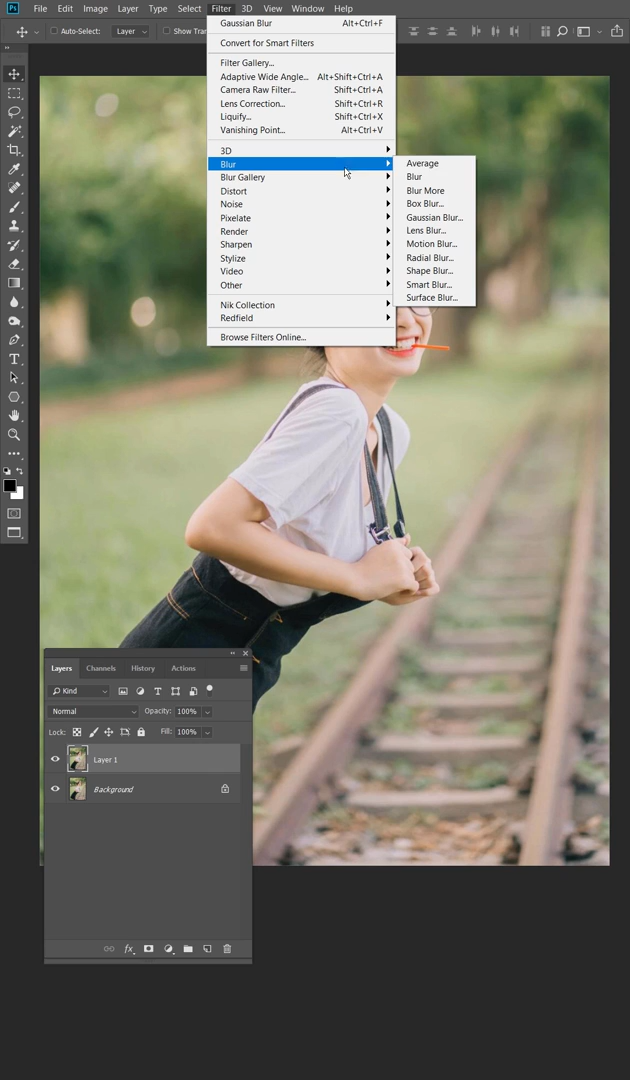 Ps File Edit Image Layer Type Select Filter 3D View Window Help
Auto-Select: Layer Show Tran
Gaussian Blur Alt+Ctrl+F
Convert for Smart Filters
Filter Gallery...
Adaptive Wide Angle... Alt+Shift+Ctrl+A
Camera Raw Filter... Shift+Ctrl+A
Lens Correction... Shift+Ctrl+R
Liquify... Shift+Ctrl+X
Vanishing Point... Alt+Ctrl+V
3D
Blur
Blur Gallery
Distort
Noise
Pixelate
Render
Sharpen
Stylize
Video
Other
Nik Collection
Redfield
Browse Filters Online...
Average
Blur
Blur More
Box Blur...
Gaussian Blur...
Lens Blur...
Motion Blur...
Radial Blur...
Shape Blur...
Smart Blur...
Surface Blur...
Layers Channels History Actions
Kind
Normal Opacity: 100%
Lock: Fill: 100%
Layer 1
Background
fx